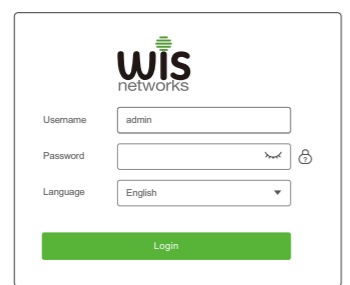 wis
networks
Username
admin
Password
?
Language
English
Login